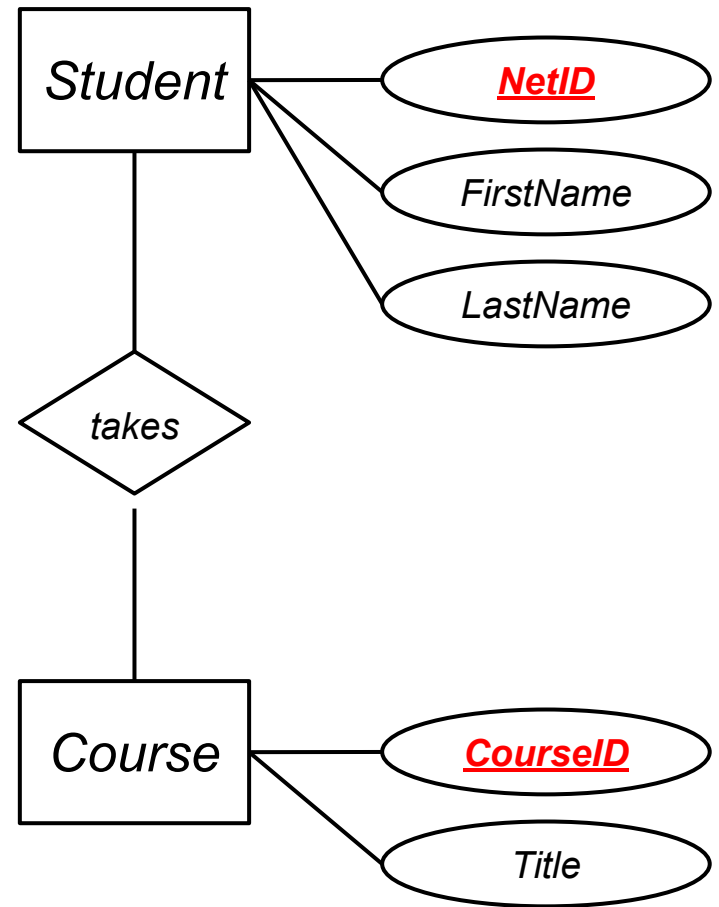 Student
NetID
FirstName
LastName
takes
Course
CourseID
Title